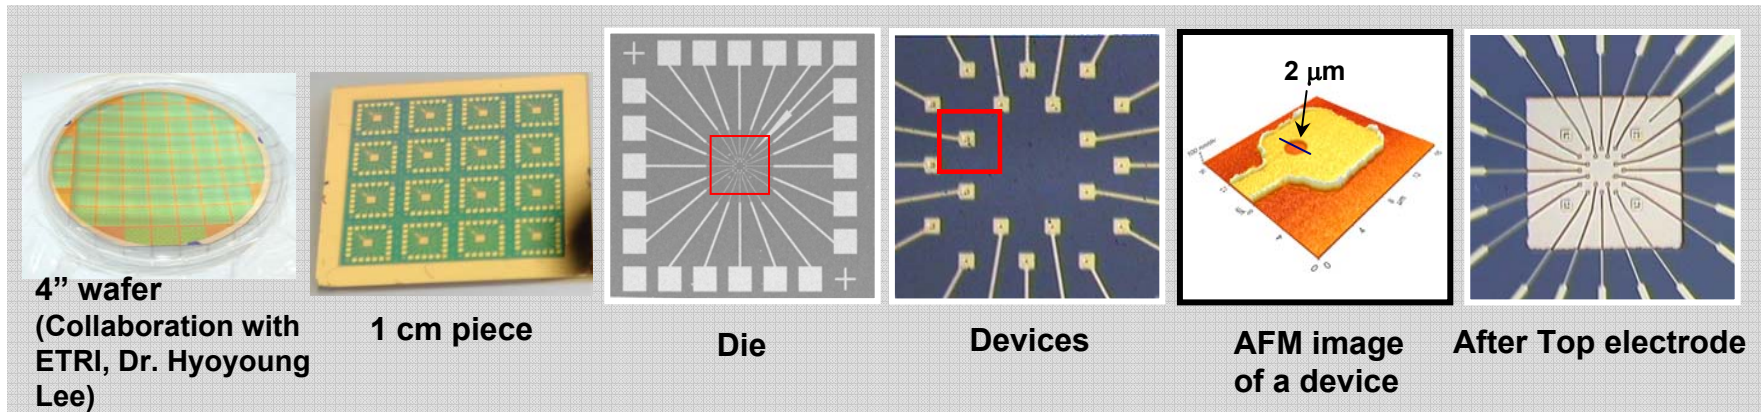 4” wafer
(Collaboration with
ETRI, Dr. Hyoyoung
Lee)
1 cm piece
Die
Devices
2 μm
AFM image
of a device
After Top electrode